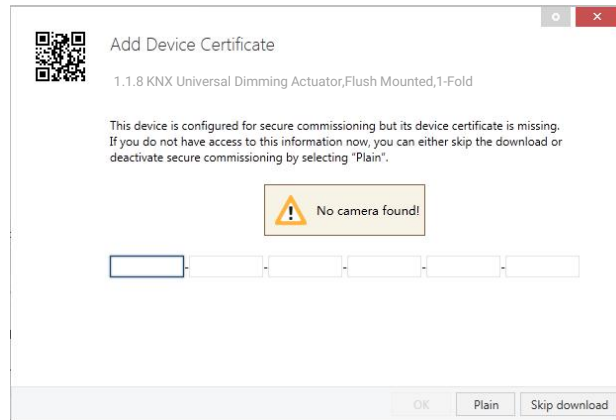 Add Device Certificate
1.1.8 KNX Universal Dimming Actuator,Flush Mounted,1-Fold
This device is configured for secure commissioning but its device certificate is missing.
If you do not have access to this information now, you can either skip the download or
deactivate secure commissioning by selecting "Plain".
No camera found!
- - - - -
OK Plain Skip download